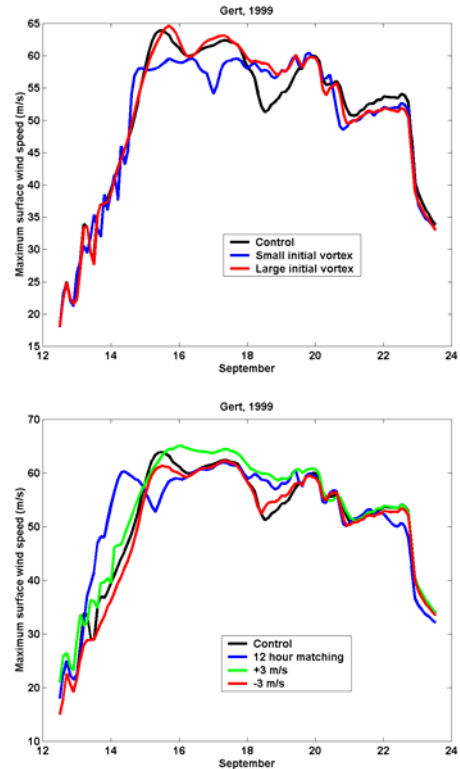 Gert, 1999
Maximum surface wind speed (m/s)
65
60
55
50
45
40
35
30
25
20
15
Control
Small initial vortex
Large initial vortex
12
14
16
18
20
22
24
September
Gert, 1999
Maximum surface wind speed (m/s)
70
60
50
40
30
20
10
Control
12 hour matching
+3 m/s
-3 m/s
12
14
16
18
20
22
24
September